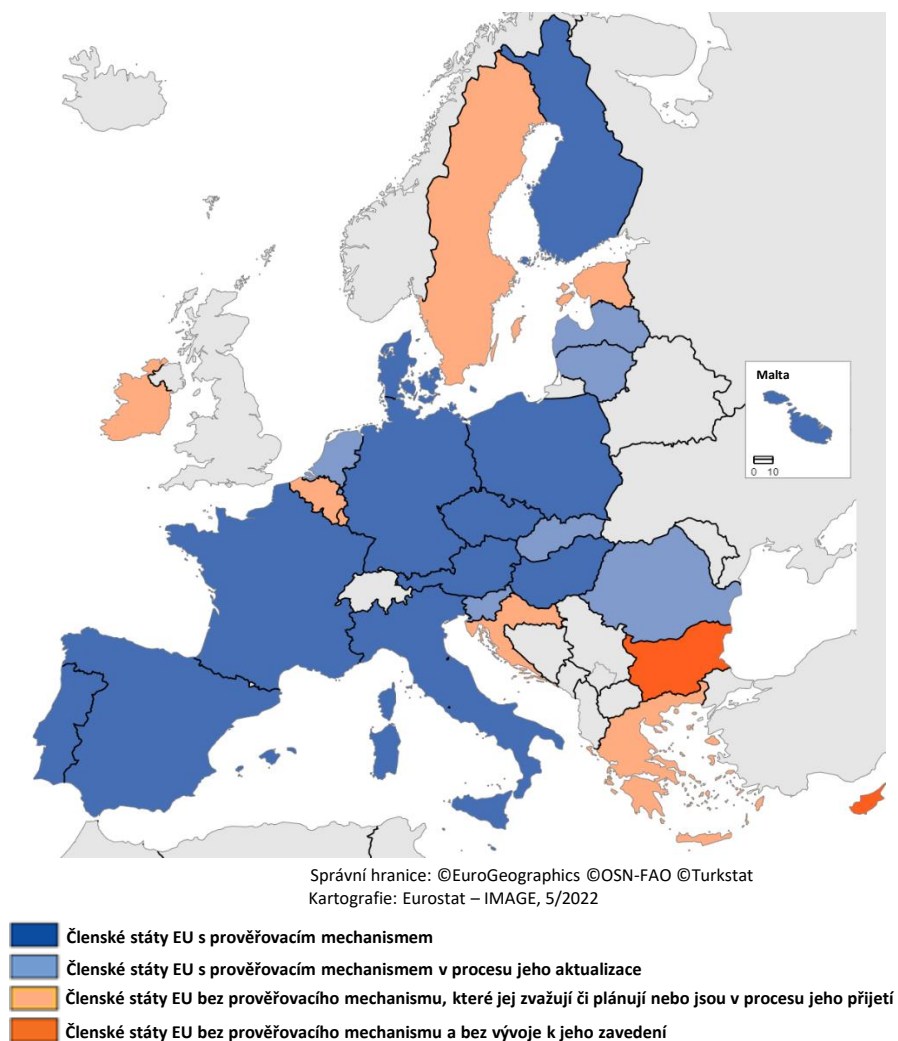 Malta
0 10
Správní hranice: ©EuroGeographics ©OSN-FAO ©Turkstat
Kartografie: Eurostat – IMAGE, 5/2022
Členské státy EU s prověřovacím mechanismem
Členské státy EU s prověřovacím mechanismem v procesu jeho aktualizace
Členské státy EU bez prověřovacího mechanismu, které jej zvažují či plánují nebo jsou v procesu jeho přijetí
Členské státy EU bez prověřovacího mechanismu a bez vývoje k jeho zavedení